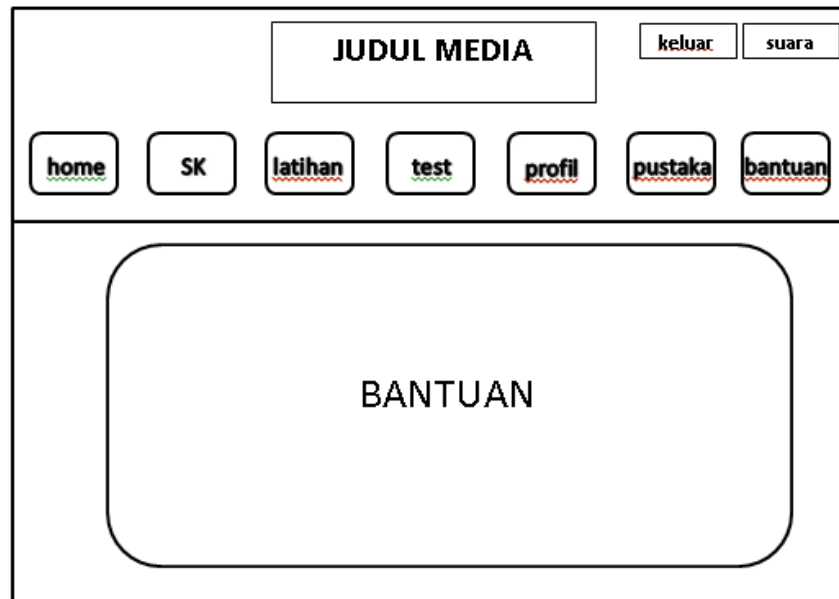 JUDUL MEDIA
keluar
suara
home
SK
latihan
test
profil
pustaka
bantuan
BANTUAN